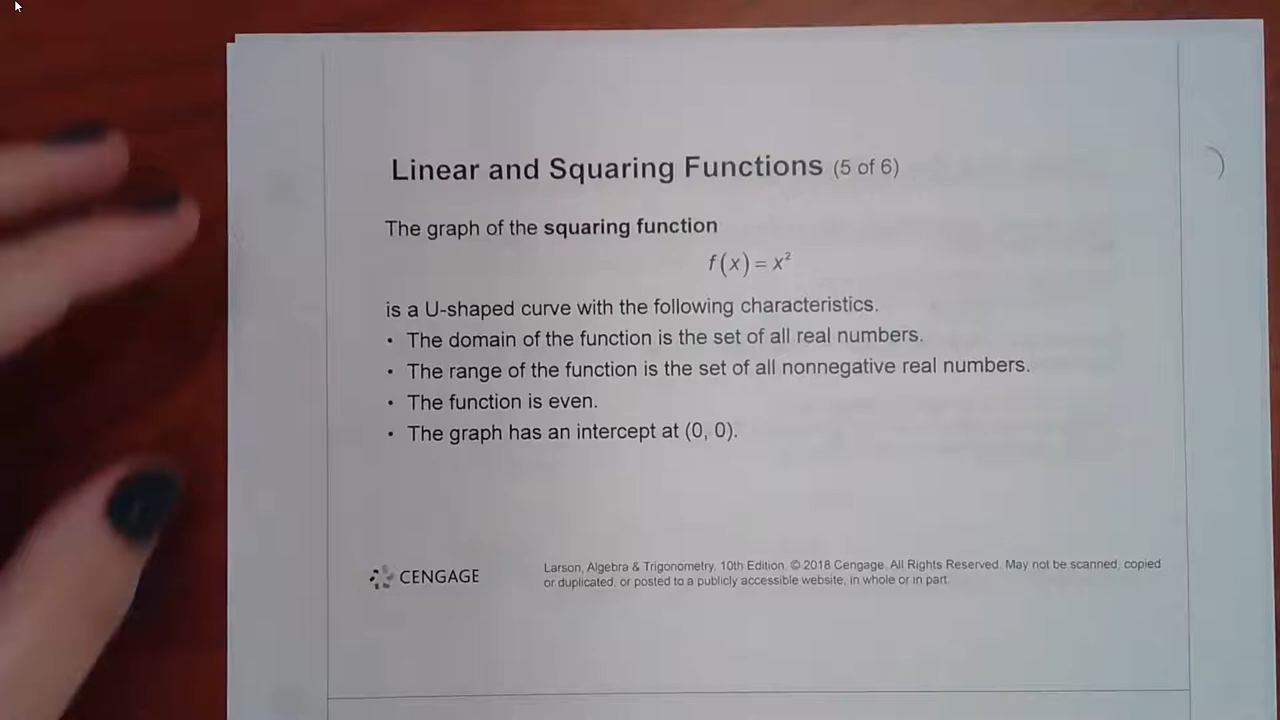 Linear and Squaring Functions (5 of 6)
The graph of the squaring function
f(x) = x²
is a U-shaped curve with the following characteristics.
• The domain of the function is the set of all real numbers.
• The range of the function is the set of all nonnegative real numbers.
• The function is even.
• The graph has an intercept at (0, 0).
CENGAGE
Larson, Algebra & Trigonometry, 10th Edition. © 2018 Cengage. All Rights Reserved. May not be scanned, copied
or duplicated, or posted to a publicly accessible website, in whole or in part.